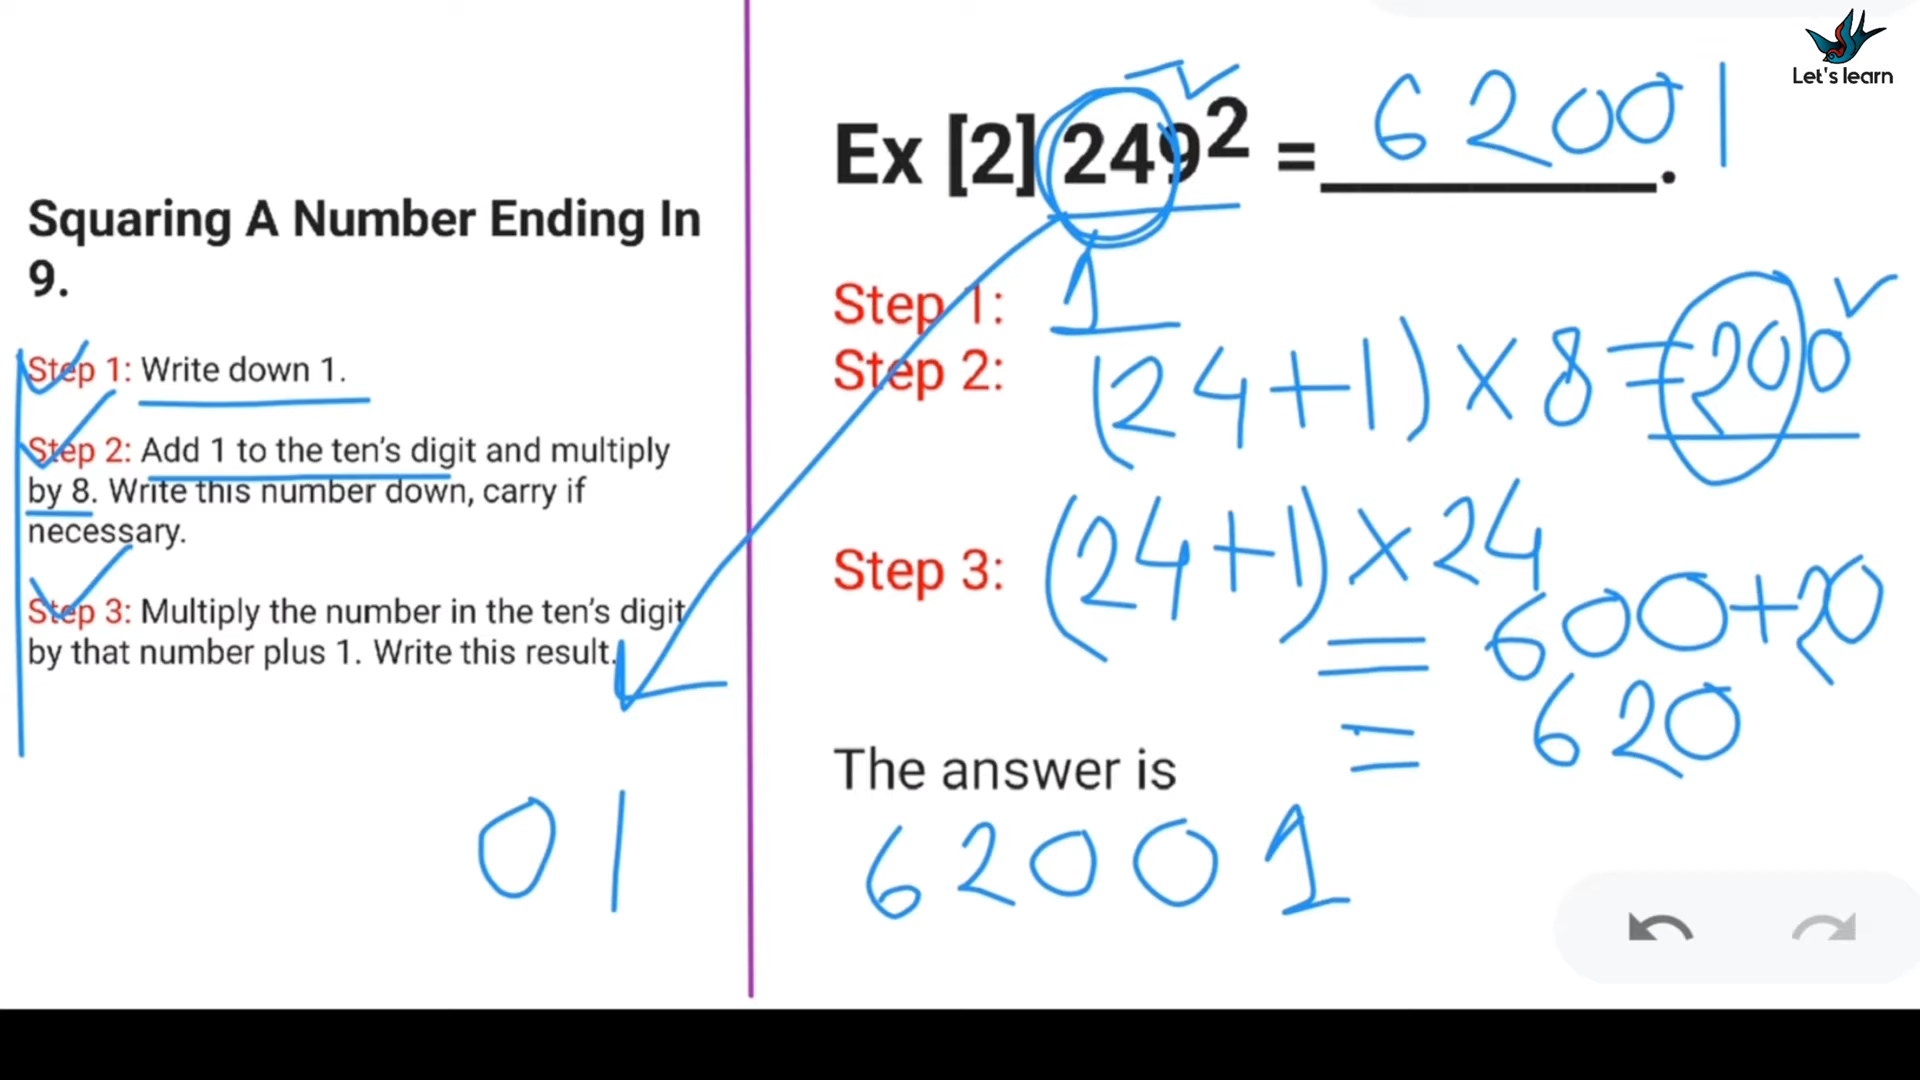 Let's learn
Squaring A Number Ending In
9.
Step 1: Write down 1.
Step 2: Add 1 to the ten's digit and multiply
by 8. Write this number down, carry if
necessary.
Step 3: Multiply the number in the ten's digit
by that number plus 1. Write this result.
01
Ex [2] 249² = 62001.
Step 1: 1
Step 2: (24+1)×8=200
Step 3: (24+1)×24
= 600+20
= 620
The answer is
62001